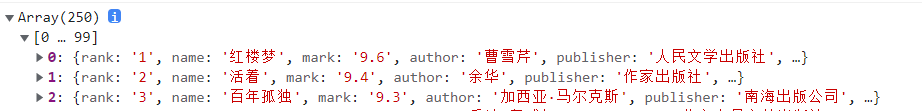 Array(250) i
[0 … 99]
0: {rank: '1', name: '红楼梦', mark: '9.6', author: '曹雪芹', publisher: '人民文学出版社', …}
1: {rank: '2', name: '活着', mark: '9.4', author: '余华', publisher: '作家出版社', …}
2: {rank: '3', name: '百年孤独', mark: '9.3', author: '加西亚·马尔克斯', publisher: '南海出版公司', …}